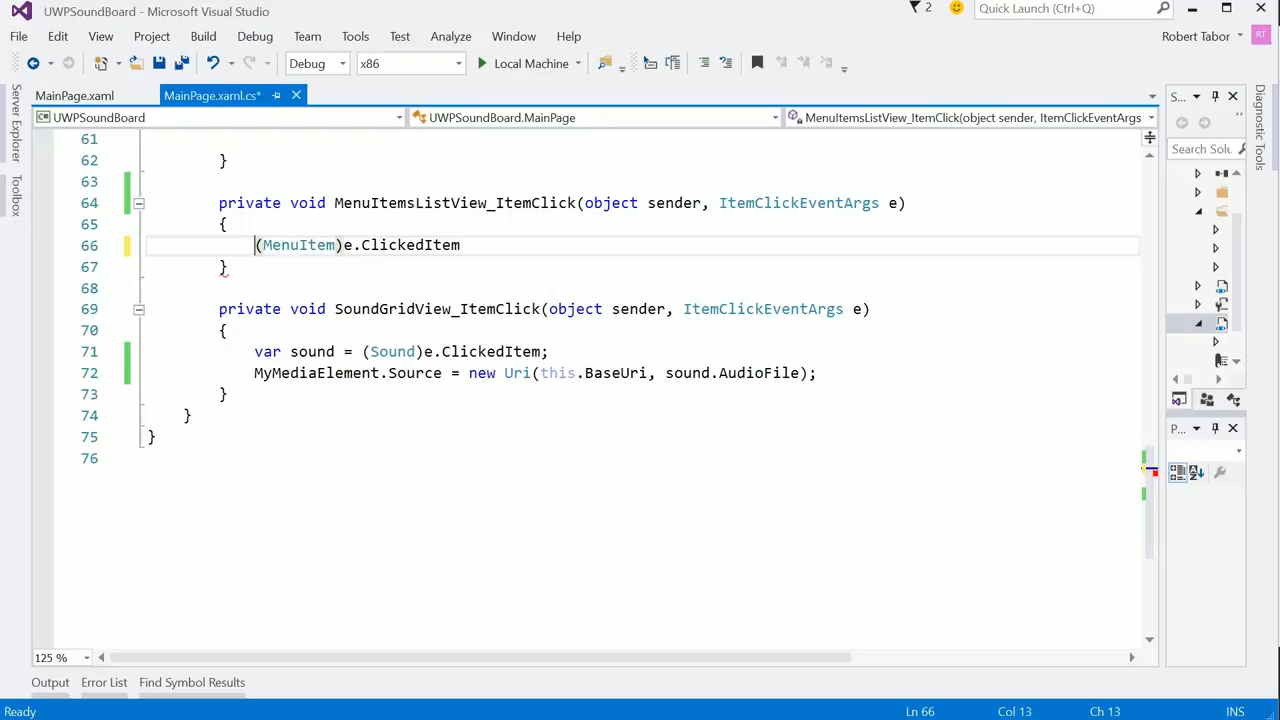 UWPSoundBoard - Microsoft Visual Studio
2
Quick Launch (Ctrl+Q)
File Edit View Project Build Debug Team Tools Test Analyze Window Help
Robert Tabor RT
Debug x86 Local Machine
MainPage.xaml MainPage.xaml.cs*
S...
UWPSoundBoard UWPSoundBoard.MainPage MenuItemsListView_ItemClick(object sender, ItemClickEventArgs
Server Explorer
Toolbox
Diagnostic Tools
Search Solu
61
62 }
63
64 private void MenuItemsListView_ItemClick(object sender, ItemClickEventArgs e)
65 {
66 (MenuItem)e.ClickedItem
67 }
68
69 private void SoundGridView_ItemClick(object sender, ItemClickEventArgs e)
70 {
71 var sound = (Sound)e.ClickedItem;
72 MyMediaElement.Source = new Uri(this.BaseUri, sound.AudioFile);
73 }
74 }
75 }
76
P...
125 %
Output Error List Find Symbol Results
Ready Ln 66 Col 13 Ch 13 INS